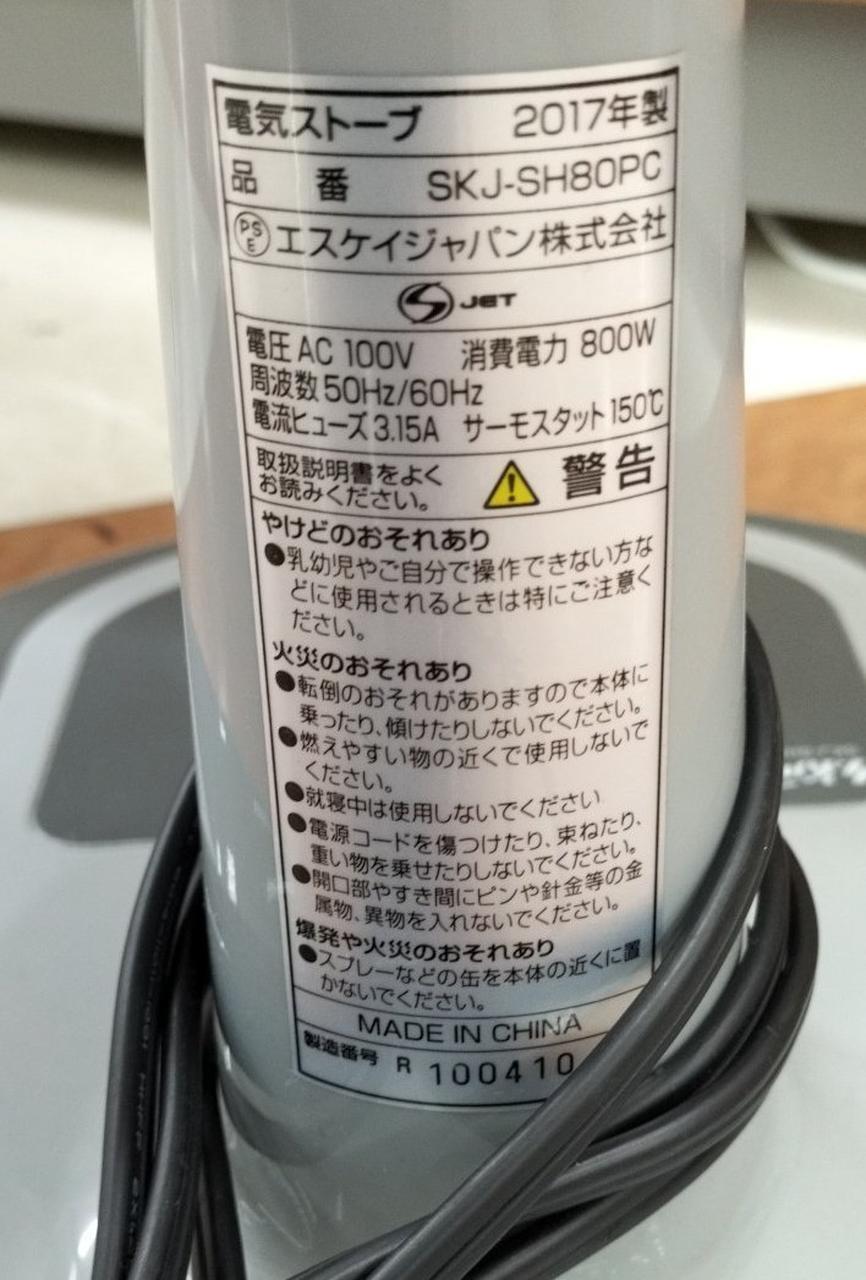 電気ストーブ 2017年製
品番 SKJ-SH80PC
PSE エスケイジャパン株式会社
S JET
電圧 AC 100V 消費電力 800W
周波数 50Hz/60Hz
電流ヒューズ 3.15A サーモスタット 150℃
取扱説明書をよく
お読みください。
警告
やけどのおそれあり
●乳幼児やご自分で操作できない方な
どに使用されるときは特にご注意く
ださい。
火災のおそれあり
●転倒のおそれがありますので本体に
乗ったり、傾けたりしないでください。
●燃えやすい物の近くで使用しないで
ください。
●就寝中は使用しないでください
●電源コードを傷つけたり、束ねたり、
重い物を乗せたりしないでください。
●開口部やすき間にピンや針金等の金
属物、異物を入れないでください。
爆発や火災のおそれあり
●スプレーなどの缶を本体の近くに置
かないでください。
MADE IN CHINA
製造番号 R 100410